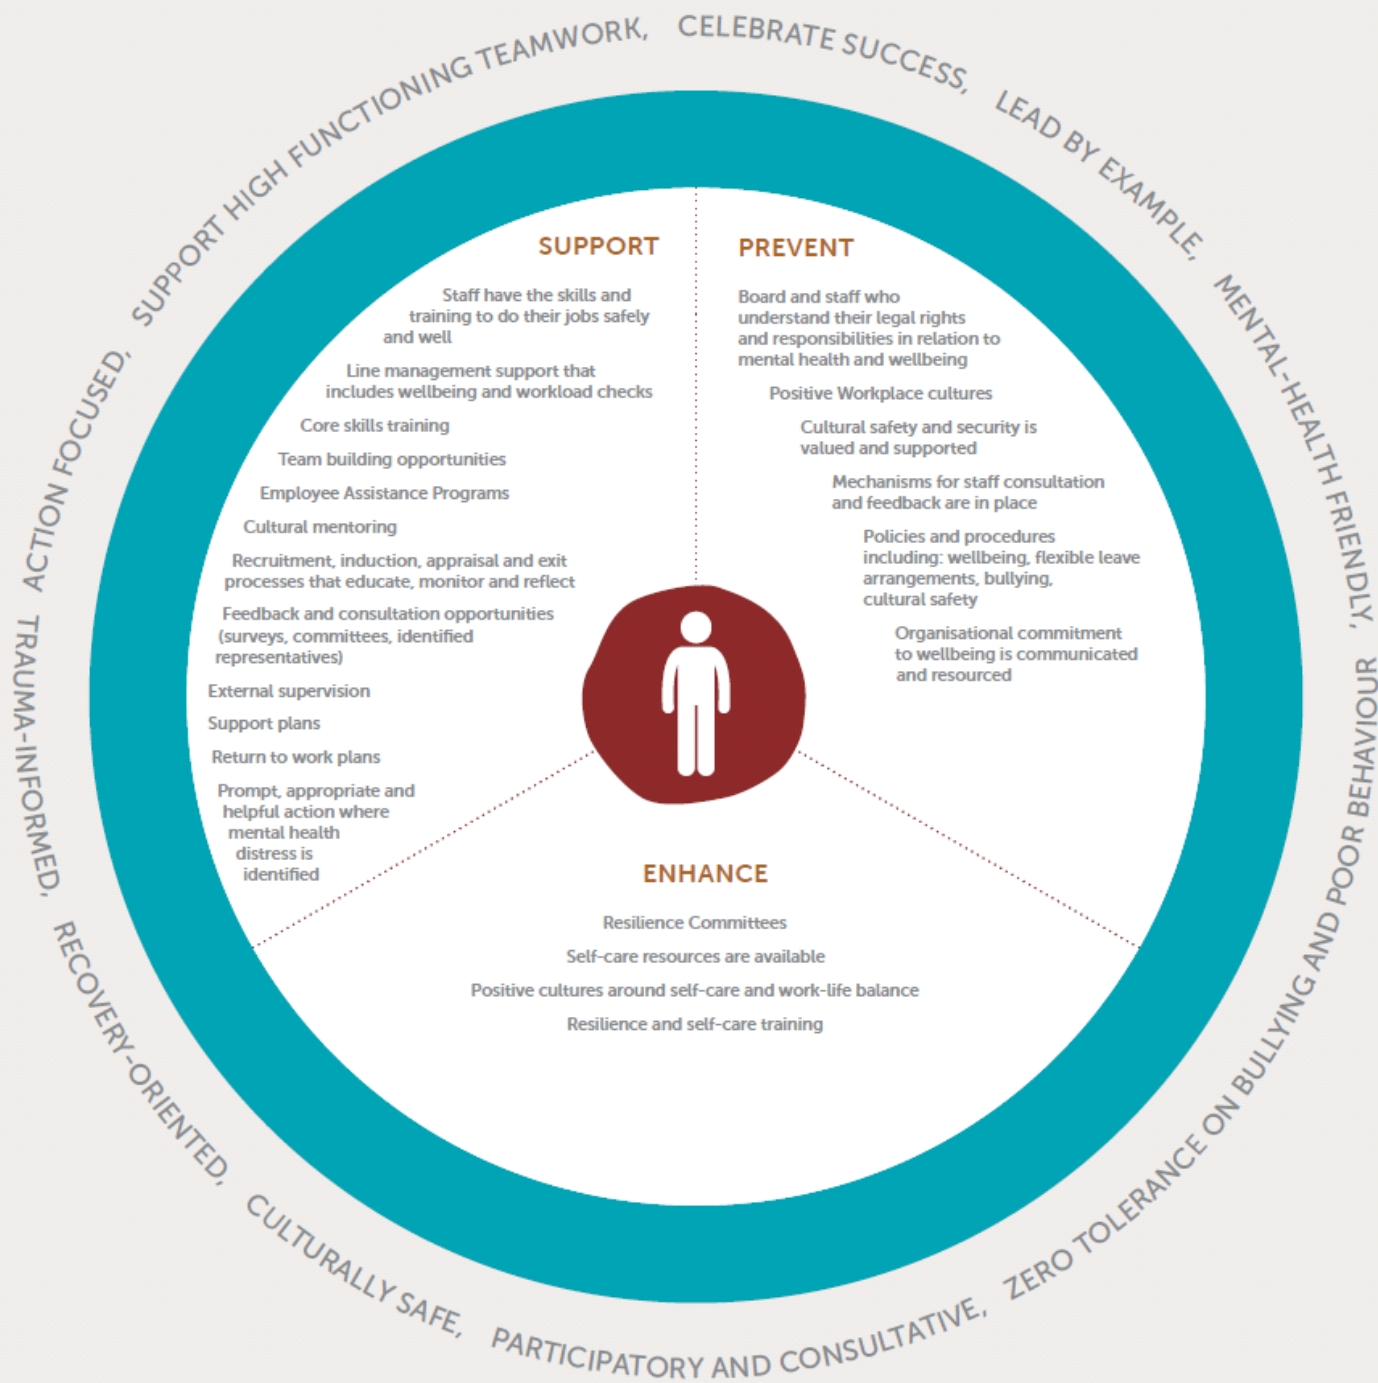 SUPPORT HIGH FUNCTIONING TEAMWORK,
CELEBRATE SUCCESS,
LEAD BY EXAMPLE,
MENTAL-HEALTH FRIENDLY,
ZERO TOLERANCE ON BULLYING AND POOR BEHAVIOUR
PARTICIPATORY AND CONSULTATIVE,
CULTURALLY SAFE,
RECOVERY-ORIENTED,
TRAUMA-INFORMED,
ACTION FOCUSED,
SUPPORT
Staff have the skills and
training to do their jobs safely
and well
Line management support that
includes wellbeing and workload checks
Core skills training
Team building opportunities
Employee Assistance Programs
Cultural mentoring
Recruitment, induction, appraisal and exit
processes that educate, monitor and reflect
Feedback and consultation opportunities
(surveys, committees, identified
representatives)
External supervision
Support plans
Return to work plans
Prompt, appropriate and
helpful action where
mental health
distress is
identified
PREVENT
Board and staff who
understand their legal rights
and responsibilities in relation to
mental health and wellbeing
Positive Workplace cultures
Cultural safety and security is
valued and supported
Mechanisms for staff consultation
and feedback are in place
Policies and procedures
including: wellbeing, flexible leave
arrangements, bullying,
cultural safety
Organisational commitment
to wellbeing is communicated
and resourced
ENHANCE
Resilience Committees
Self-care resources are available
Positive cultures around self-care and work-life balance
Resilience and self-care training